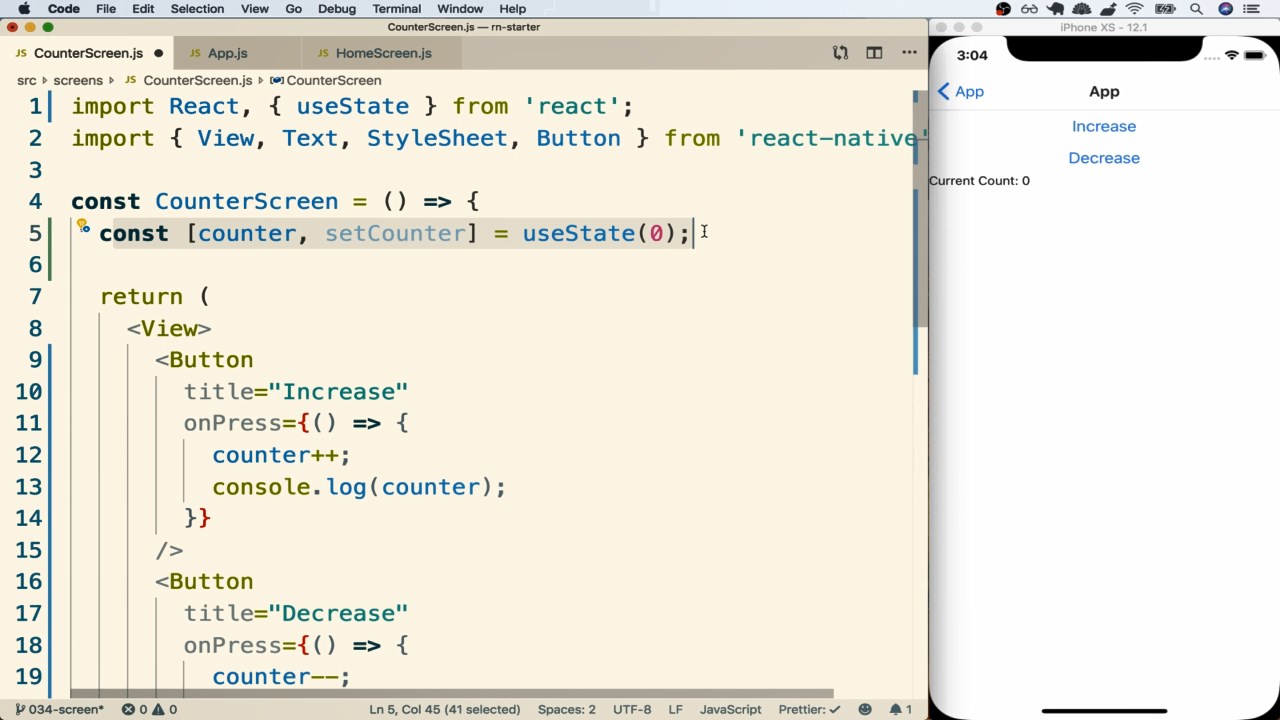 Code File Edit Selection View Go Debug Terminal Window Help
CounterScreen.js — rn-starter
JS CounterScreen.js JS App.js JS HomeScreen.js
src screens JS CounterScreen.js CounterScreen
1 import React, { useState } from 'react';
2 import { View, Text, StyleSheet, Button } from 'react-native'
3
4 const CounterScreen = () => {
5 const [counter, setCounter] = useState(0);
6
7 return (
8 <View>
9 <Button
10 title="Increase"
11 onPress={() => {
12 counter++;
13 console.log(counter);
14 }}
15 />
16 <Button
17 title="Decrease"
18 onPress={() => {
19 counter--;
034-screen* 0 0 Ln 5, Col 45 (41 selected) Spaces: 2 UTF-8 LF JavaScript Prettier: ✓ 1
iPhone XS - 12.1
3:04
App App
Increase
Decrease
Current Count: 0